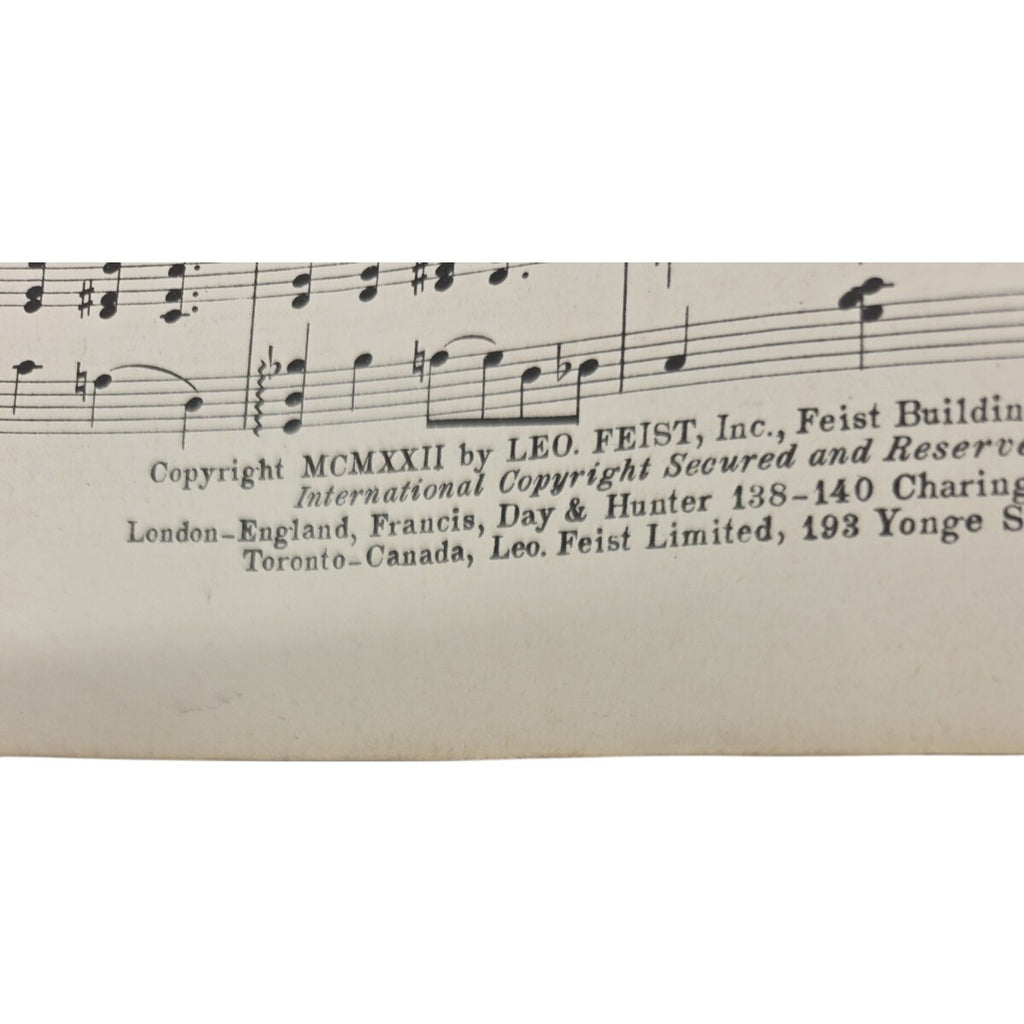 Copyright MCMXXII by LEO. FEIST, Inc., Feist Buildin
International Copyright Secured and Reserve
London-England, Francis, Day & Hunter 138-140 Charing
Toronto-Canada, Leo. Feist Limited, 193 Yonge S